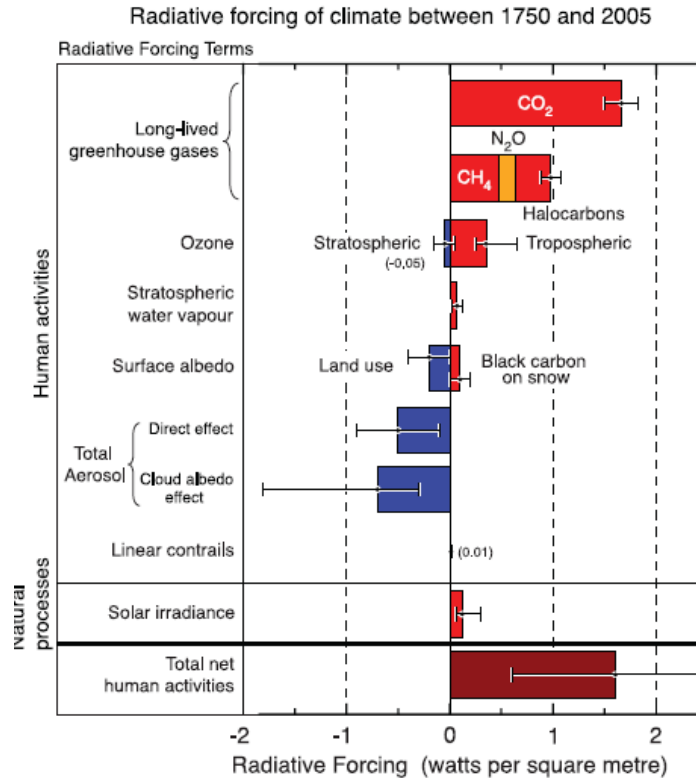 Radiative forcing of climate between 1750 and 2005
Radiative Forcing Terms
Human activities
Long-lived
greenhouse gases
CO2
N2O
CH4
Halocarbons
Ozone
Stratospheric
(-0,05)
Tropospheric
Stratospheric
water vapour
Surface albedo
Land use
Black carbon
on snow
Total
Aerosol
Direct effect
Cloud albedo
effect
Linear contrails
(0.01)
Natural
processes
Solar irradiance
Total net
human activities
-2 -1 0 1 2
Radiative Forcing (watts per square metre)